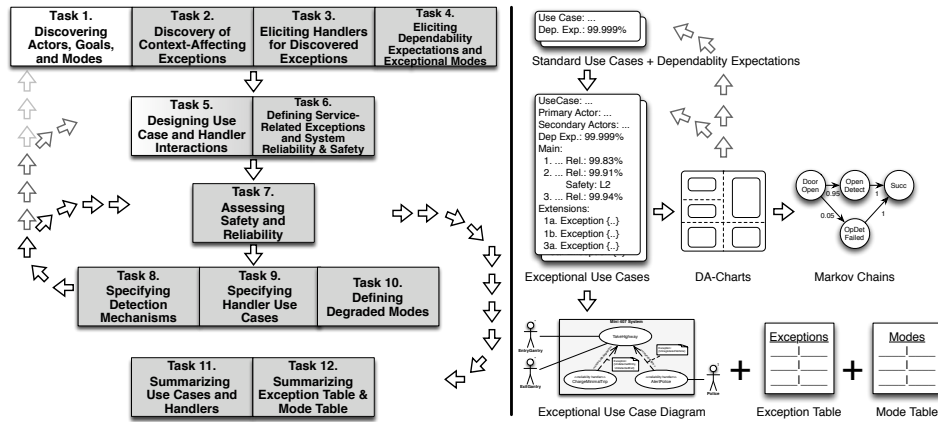 Task 1.
Discovering
Actors, Goals,
and Modes
Task 2.
Discovery of
Context-Affecting
Exceptions
Task 3.
Eliciting Handlers
for Discovered
Exceptions
Task 4.
Eliciting
Dependability
Expectations and
Exceptional Modes
Task 5.
Designing Use
Case and Handler
Interactions
Task 6.
Defining Service-
Related Exceptions
and System
Reliability & Safety
Task 7.
Assessing
Safety and
Reliability
Task 8.
Specifying
Detection
Mechanisms
Task 9.
Specifying
Handler Use
Cases
Task 10.
Defining
Degraded Modes
Task 11.
Summarizing
Use Cases and
Handlers
Task 12.
Summarizing
Exception Table &
Mode Table
Use Case: ...
Dep. Exp.: 99.999%
Standard Use Cases + Dependablity Expectations
UseCase: ...
Primary Actor: ...
Secondary Actors: ...
Dep Exp.: 99.999%
Main:
1. ... Rel.: 99.83%
2. ... Rel.: 99.91%
Safety: L2
3. ... Rel.: 99.94%
Extensions:
1a. Exception {..}
1b. Exception {..}
3a. Exception {..}
Exceptional Use Cases
DA-Charts
Door
Open
0.95
Open
Detect
1
Succ
0.05
OpDet
Failed
1
Markov Chains
TakeHighway
EntryGantry
ExitGantry
ChargeMinimalTrip
AlertPolice
Police
Exceptional Use Case Diagram
+
Exceptions
Exception Table
+
Modes
Mode Table